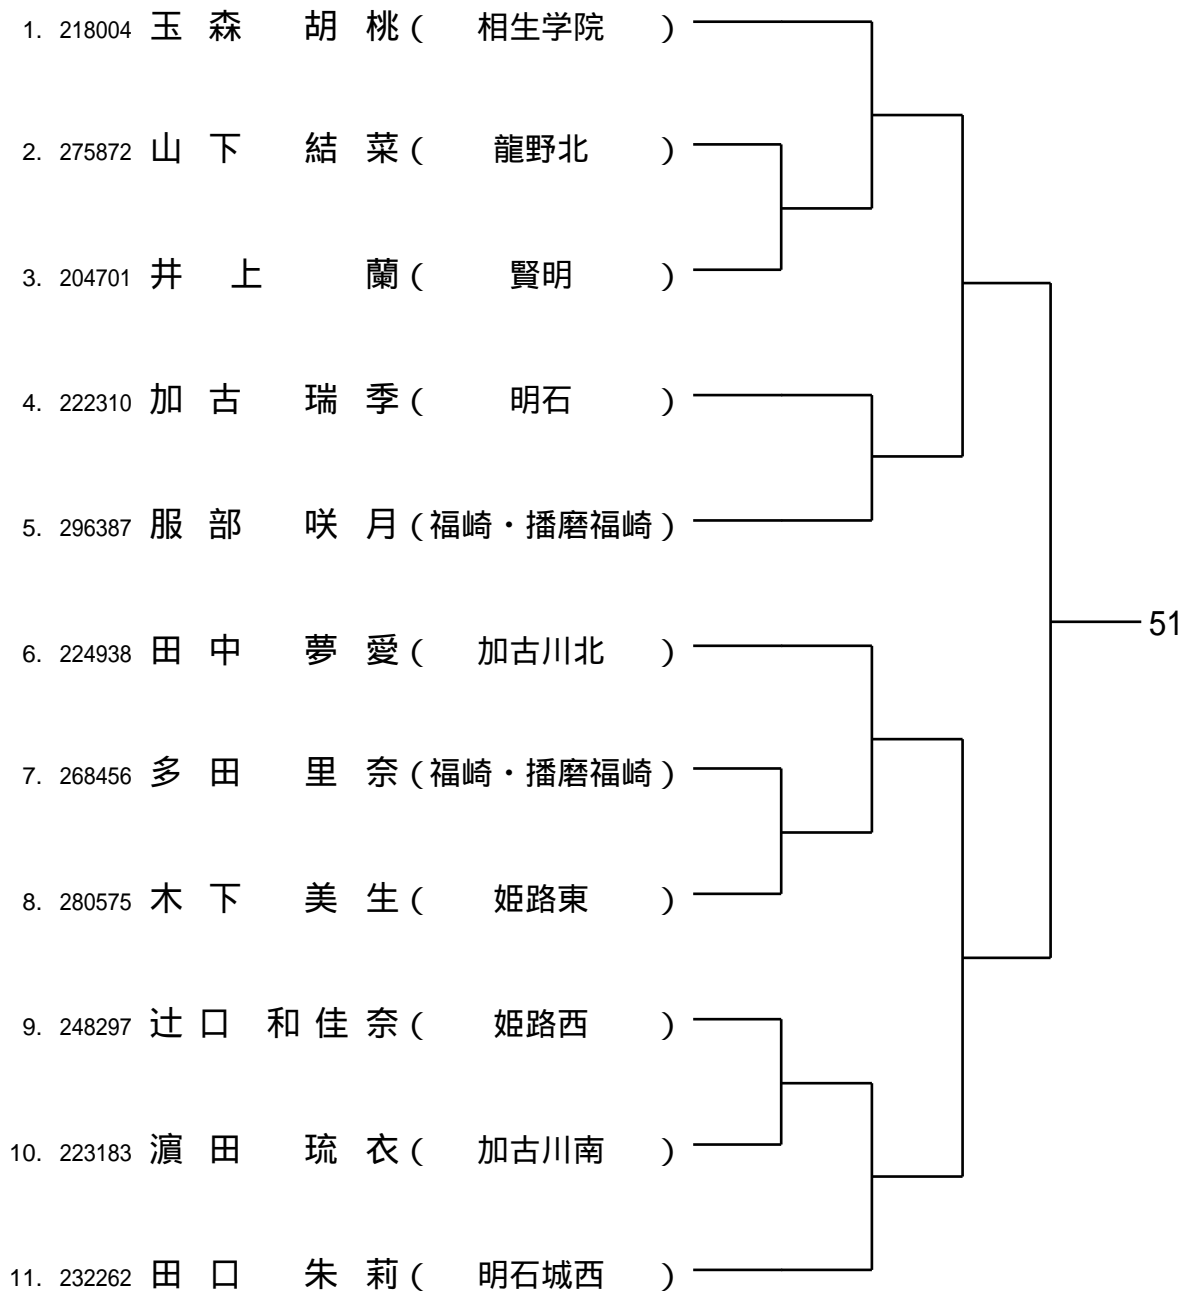 1. 218004 玉森 胡桃 ( 相生学院 )
2. 275872 山下 結菜 ( 龍野北 )
3. 204701 井上 蘭 ( 賢明 )
4. 222310 加古 瑞季 ( 明石 )
5. 296387 服部 咲月 ( 福崎・播磨福崎 )
51
6. 224938 田中 夢愛 ( 加古川北 )
7. 268456 多田 里奈 ( 福崎・播磨福崎 )
8. 280575 木下 美生 ( 姫路東 )
9. 248297 辻口 和佳奈 ( 姫路西 )
10. 223183 濵田 琉衣 ( 加古川南 )
11. 232262 田口 朱莉 ( 明石城西 )